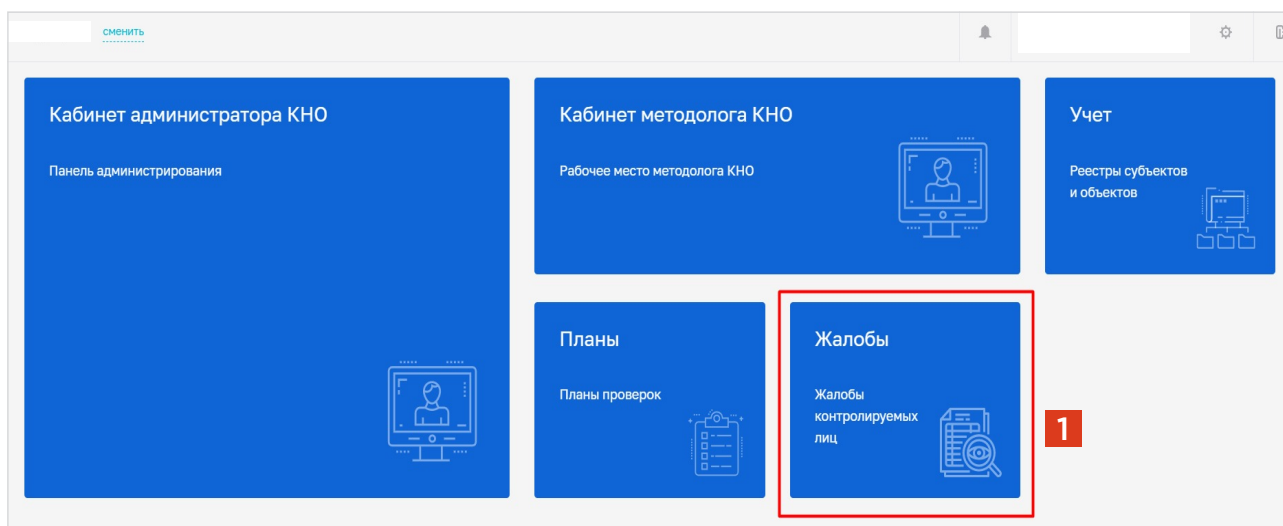 сменить
Кабинет администратора КНО
Панель администрирования
Кабинет методолога КНО
Рабочее место методолога КНО
Учет
Реестры субъектов
и объектов
Планы
Планы проверок
Жалобы
Жалобы
контролируемых
лиц
1